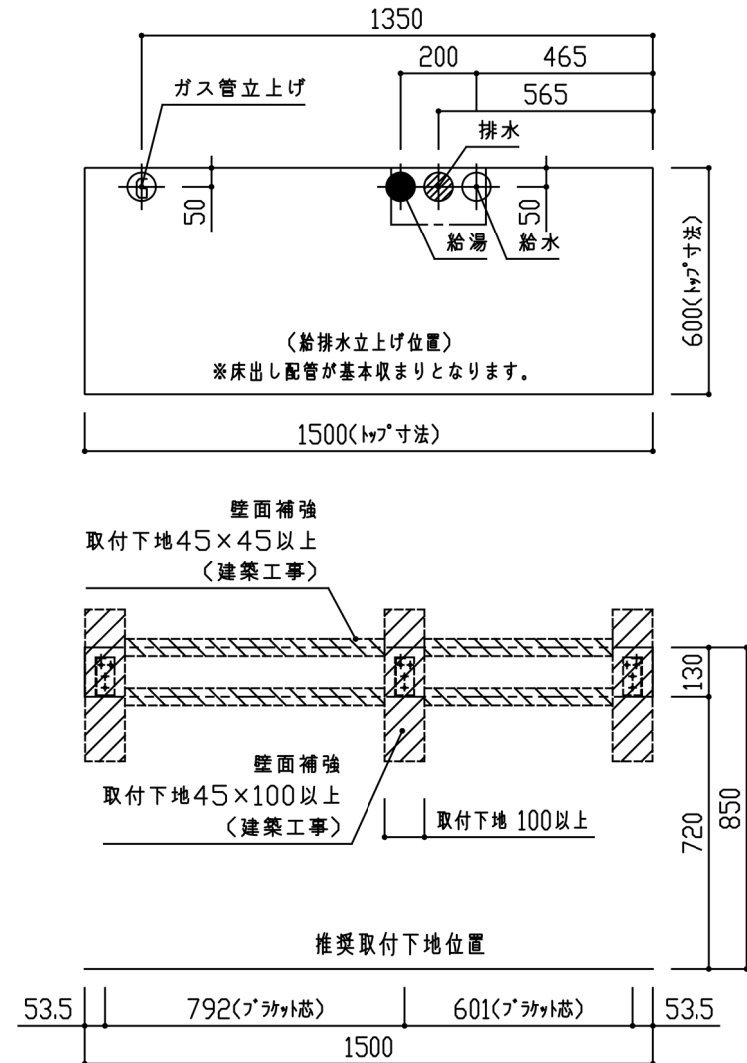 1350
200
465
565
ガス管立上げ
排水
G
50
50
給湯
給水
600(トップ寸法)
(給排水立上げ位置)
※床出し配管が基本収まりとなります。
1500(トップ寸法)
壁面補強
取付下地45×45以上
(建築工事)
130
壁面補強
取付下地45×100以上
(建築工事)
取付下地 100以上
720
850
推奨取付下地位置
53.5
792(ブラケット芯)
601(ブラケット芯)
53.5
1500